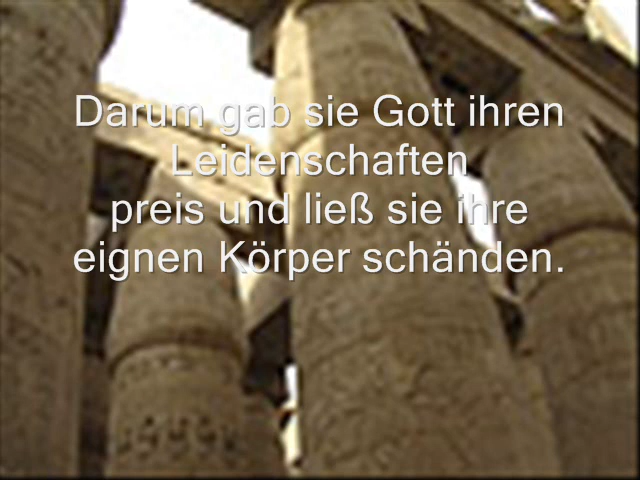 Darum gab sie Gott ihren
Leidenschaften
preis und ließ sie ihre
eignen Körper schänden.